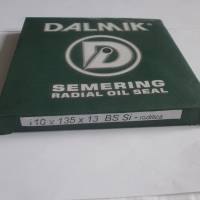 DALMIK
D
SEMERING
RADIAL OIL SEAL
110 x 135 x 13 BS Si -